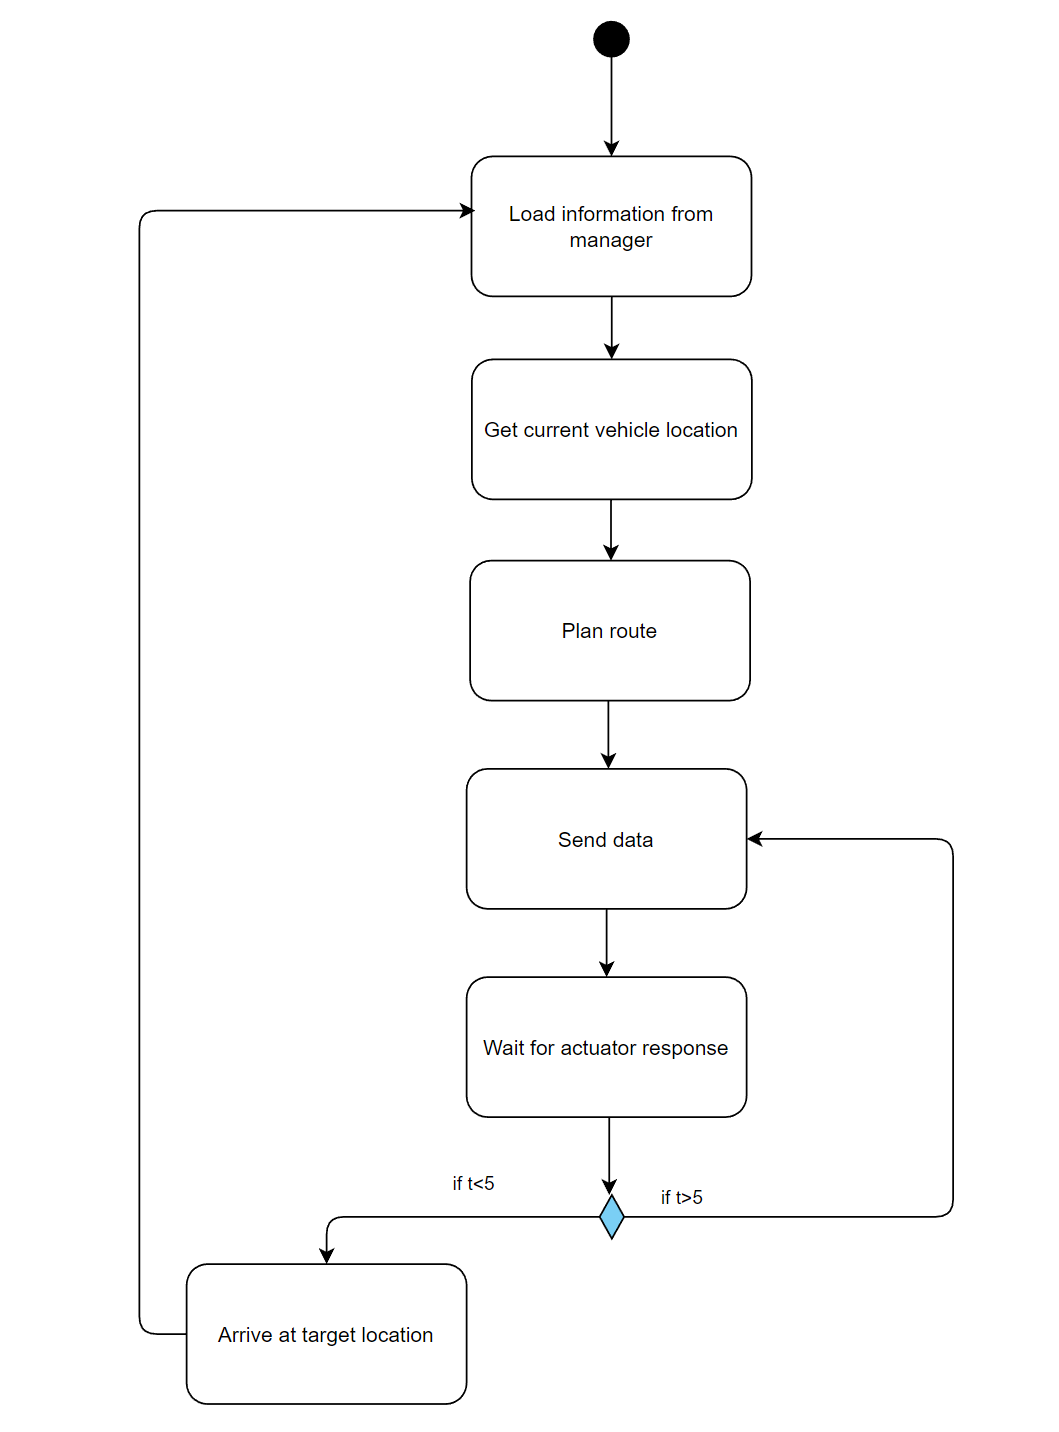 Load information from
manager
Get current vehicle location
Plan route
Send data
Wait for actuator response
if t<5
if t>5
Arrive at target location